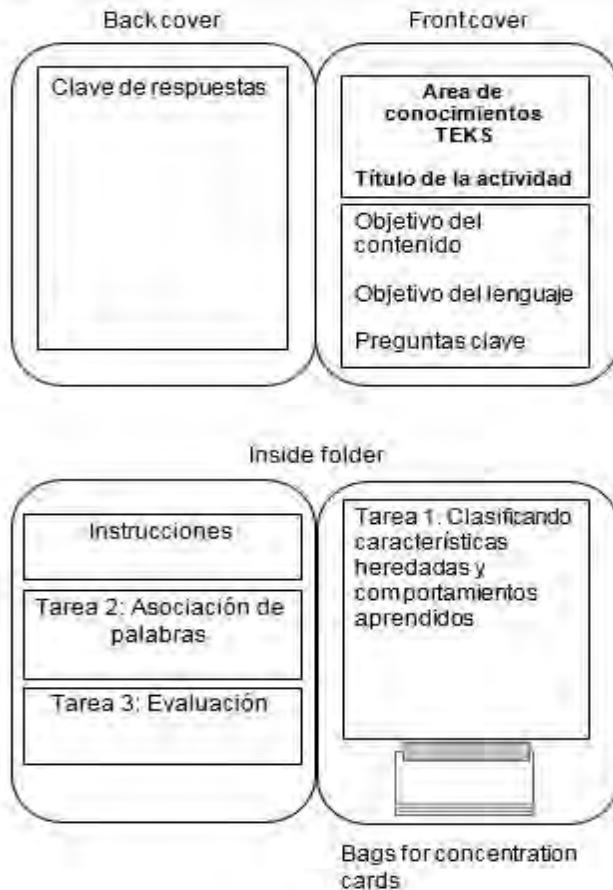 Back cover
Front cover
Clave de respuestas
Area de
conocimientos
TEKS
Título de la actividad
Objetivo del
contenido
Objetivo del lenguaje
Preguntas clave
Inside folder
Instrucciones
Tarea 2: Asociación de
palabras
Tarea 3: Evaluación
Tarea 1: Clasificando
características
heredadas y
comportamientos
aprendidos
Bags for concentration
cards